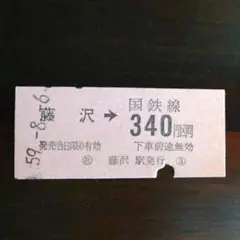 59.-8.-6
藤沢 → 国鉄線 340円区間
発売当日限り有効 下車前途無効
藤沢駅発行 ③